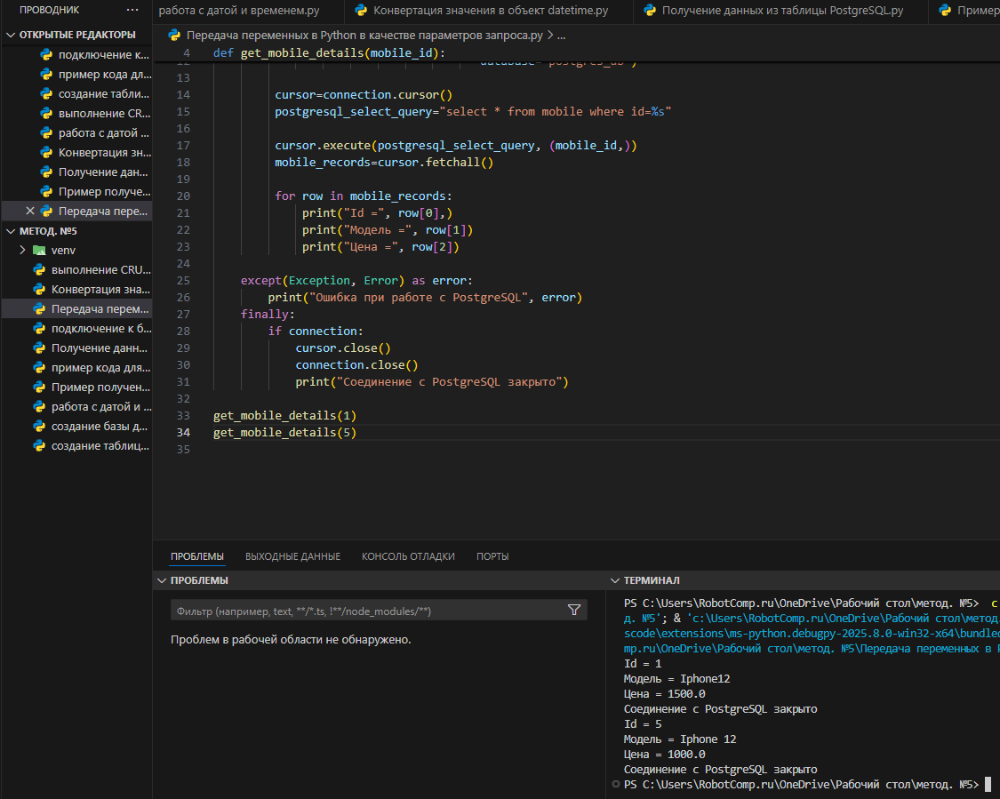 ПРОВОДНИК ...
работа с датой и временем.py
Конвертация значения в объект datetime.py
Получение данных из таблицы PostgreSQL.py
Пример
ОТКРЫТЫЕ РЕДАКТОРЫ
подключение к...
пример кода дл...
создание табли...
выполнение CR...
работа с датой ...
Конвертация зн...
Получение дан...
Пример получе...
Передача пере...
МЕТОД. №5
venv
выполнение CRU...
Конвертация зна...
Передача перем...
подключение к б...
Получение данн...
пример кода для...
Пример получен...
работа с датой и ...
создание базы д...
создание таблиц...
Передача переменных в Python в качестве параметров запроса.py > ...
4 def get_mobile_details(mobile_id):
12 database="postgres_db")
13
14 cursor=connection.cursor()
15 postgresql_select_query="select * from mobile where id=%s"
16
17 cursor.execute(postgresql_select_query, (mobile_id,))
18 mobile_records=cursor.fetchall()
19
20 for row in mobile_records:
21 print("Id =", row[0],)
22 print("Модель =", row[1])
23 print("Цена =", row[2])
24
25 except(Exception, Error) as error:
26 print("Ошибка при работе с PostgreSQL", error)
27 finally:
28 if connection:
29 cursor.close()
30 connection.close()
31 print("Соединение с PostgreSQL закрыто")
32
33 get_mobile_details(1)
34 get_mobile_details(5)
35
ПРОБЛЕМЫ ВЫХОДНЫЕ ДАННЫЕ КОНСОЛЬ ОТЛАДКИ ПОРТЫ
ПРОБЛЕМЫ
Фильтр (например, text, **/*.ts, !**/node_modules/**)
Проблем в рабочей области не обнаружено.
ТЕРМИНАЛ
PS C:\Users\RobotComp.ru\OneDrive\Рабочий стол\метод. №5> c
д. №5'; & 'c:\Users\RobotComp.ru\OneDrive\Рабочий стол\метод.
scode\extensions\ms-python.debugpy-2025.8.0-win32-x64\bundled
mp.ru\OneDrive\Рабочий стол\метод. №5\Передача переменных в P
Id = 1
Модель = Iphone12
Цена = 1500.0
Соединение с PostgreSQL закрыто
Id = 5
Модель = Iphone 12
Цена = 1000.0
Соединение с PostgreSQL закрыто
PS C:\Users\RobotComp.ru\OneDrive\Рабочий стол\метод. №5>